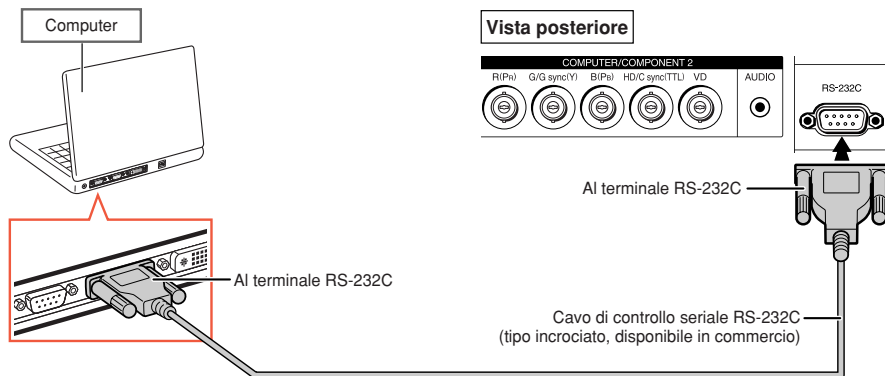 Computer
Vista posteriore
COMPUTER/COMPONENT 2
R(PR) G/G sync(Y) B(PB) HD/C sync(TTL) VD
AUDIO
RS-232C
Al terminale RS-232C
Al terminale RS-232C
Cavo di controllo seriale RS-232C
(tipo incrociato, disponibile in commercio)